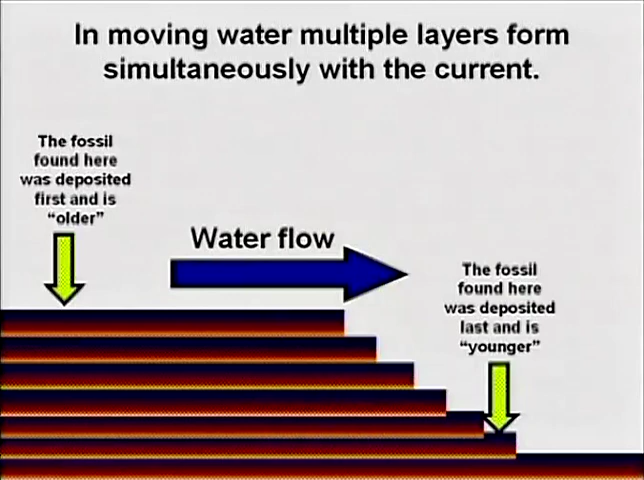 In moving water multiple layers form
simultaneously with the current.
The fossil
found here
was deposited
first and is
“older”
Water flow
The fossil
found here
was deposited
last and is
“younger”